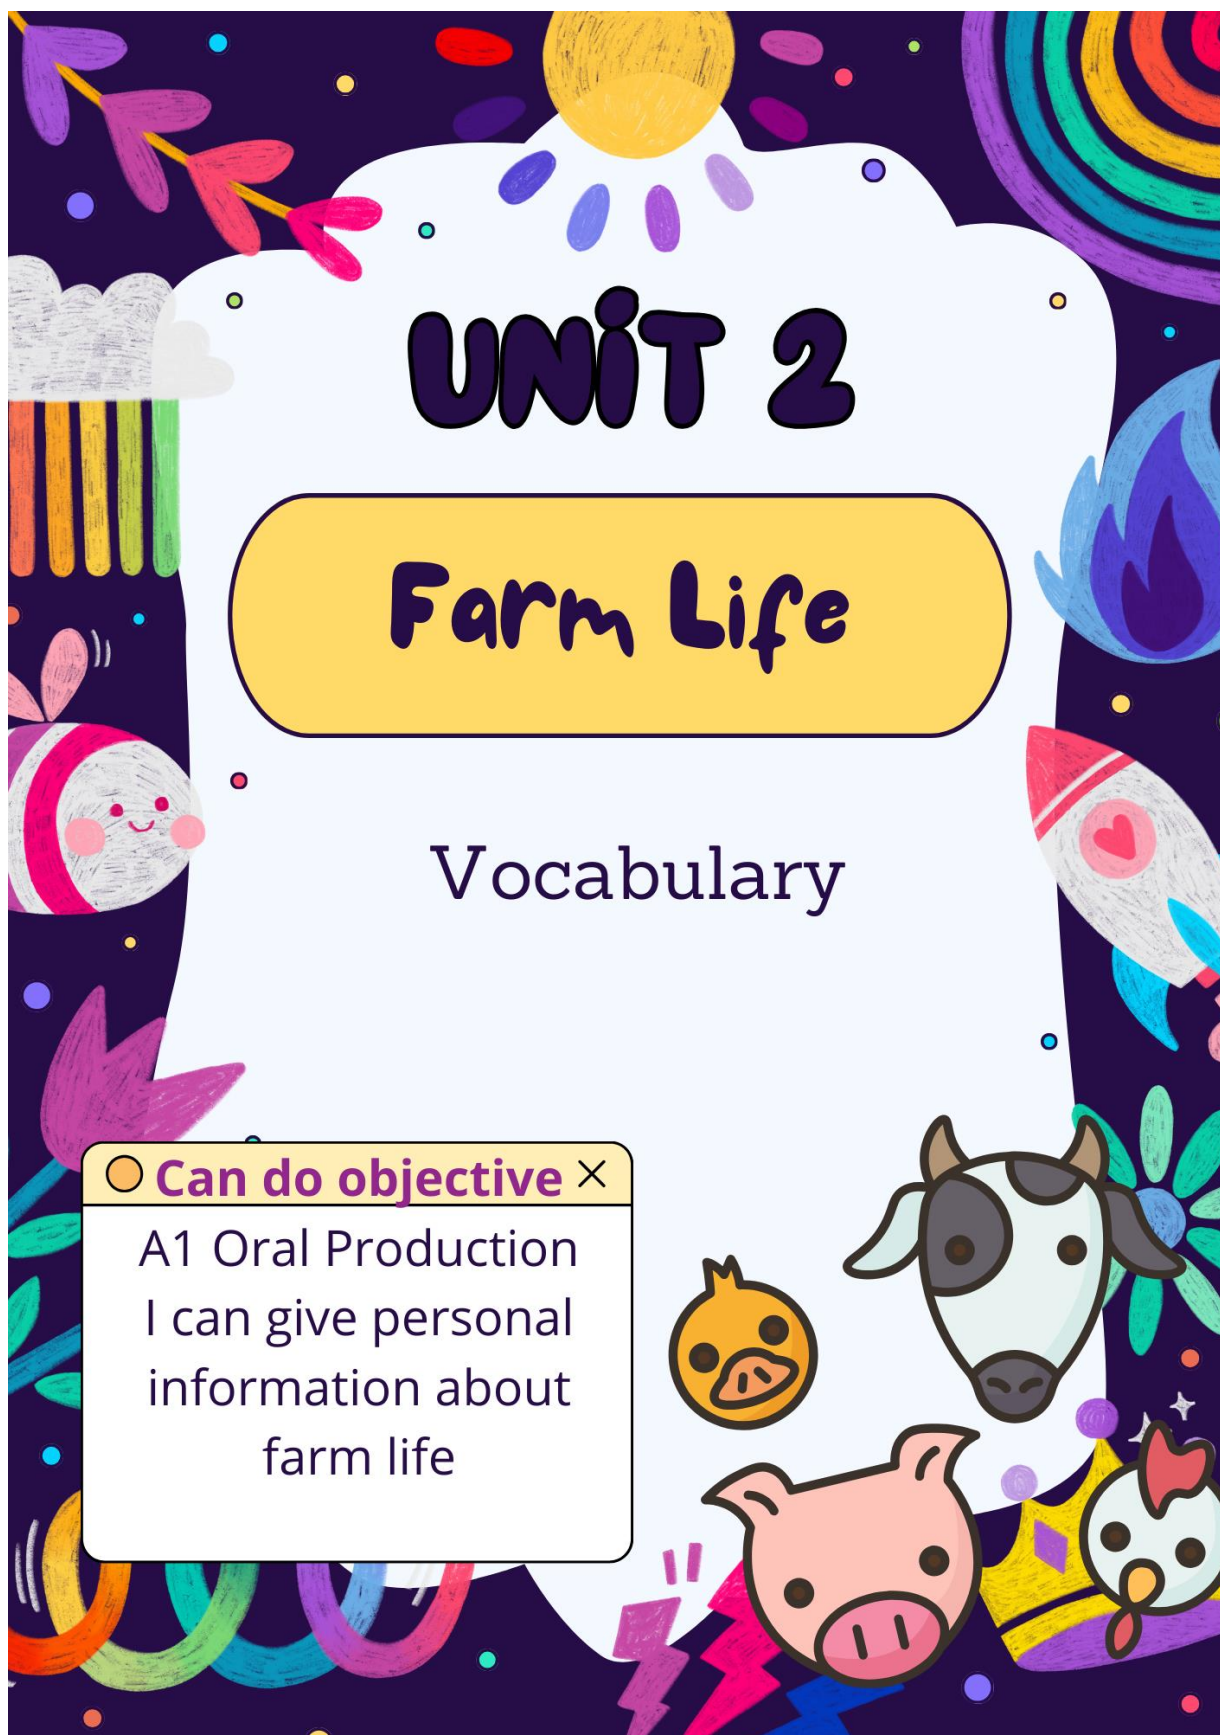 UNIT 2
Farm Life
Vocabulary
Can do objective
A1 Oral Production
I can give personal
information about
farm life